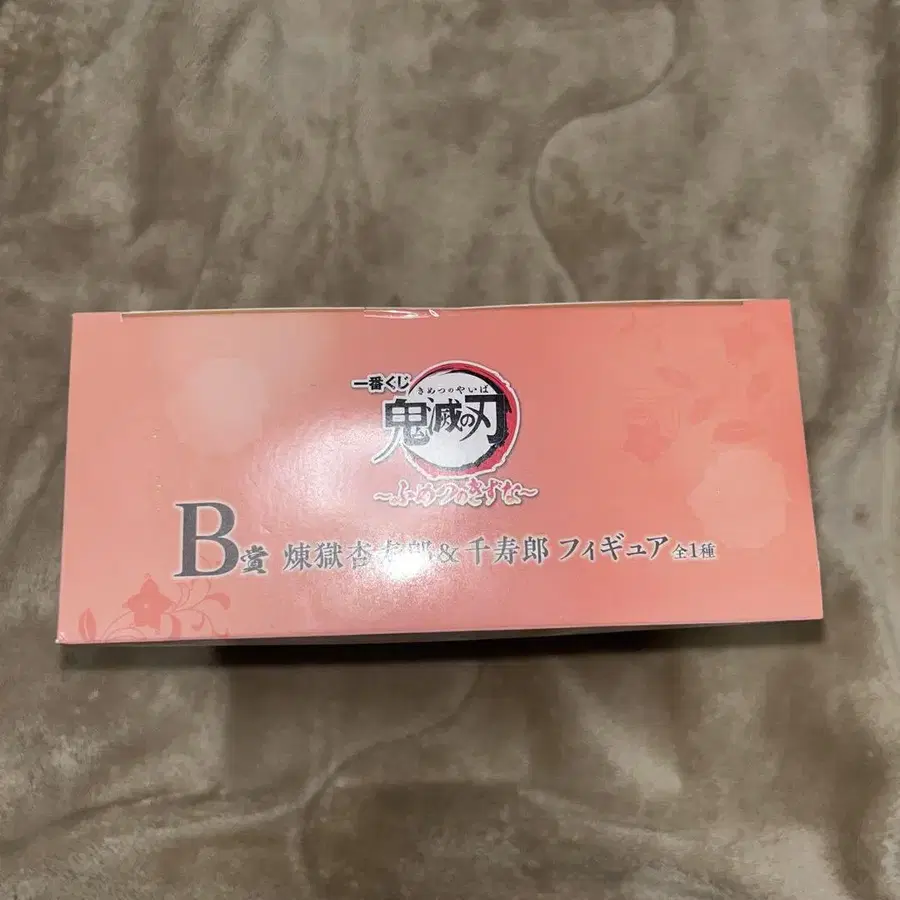 一番くじ
きめつのやいば
鬼滅の刃
～ふめつのきずな～
B賞 煉獄杏寿郎&千寿郎 フィギュア 全1種